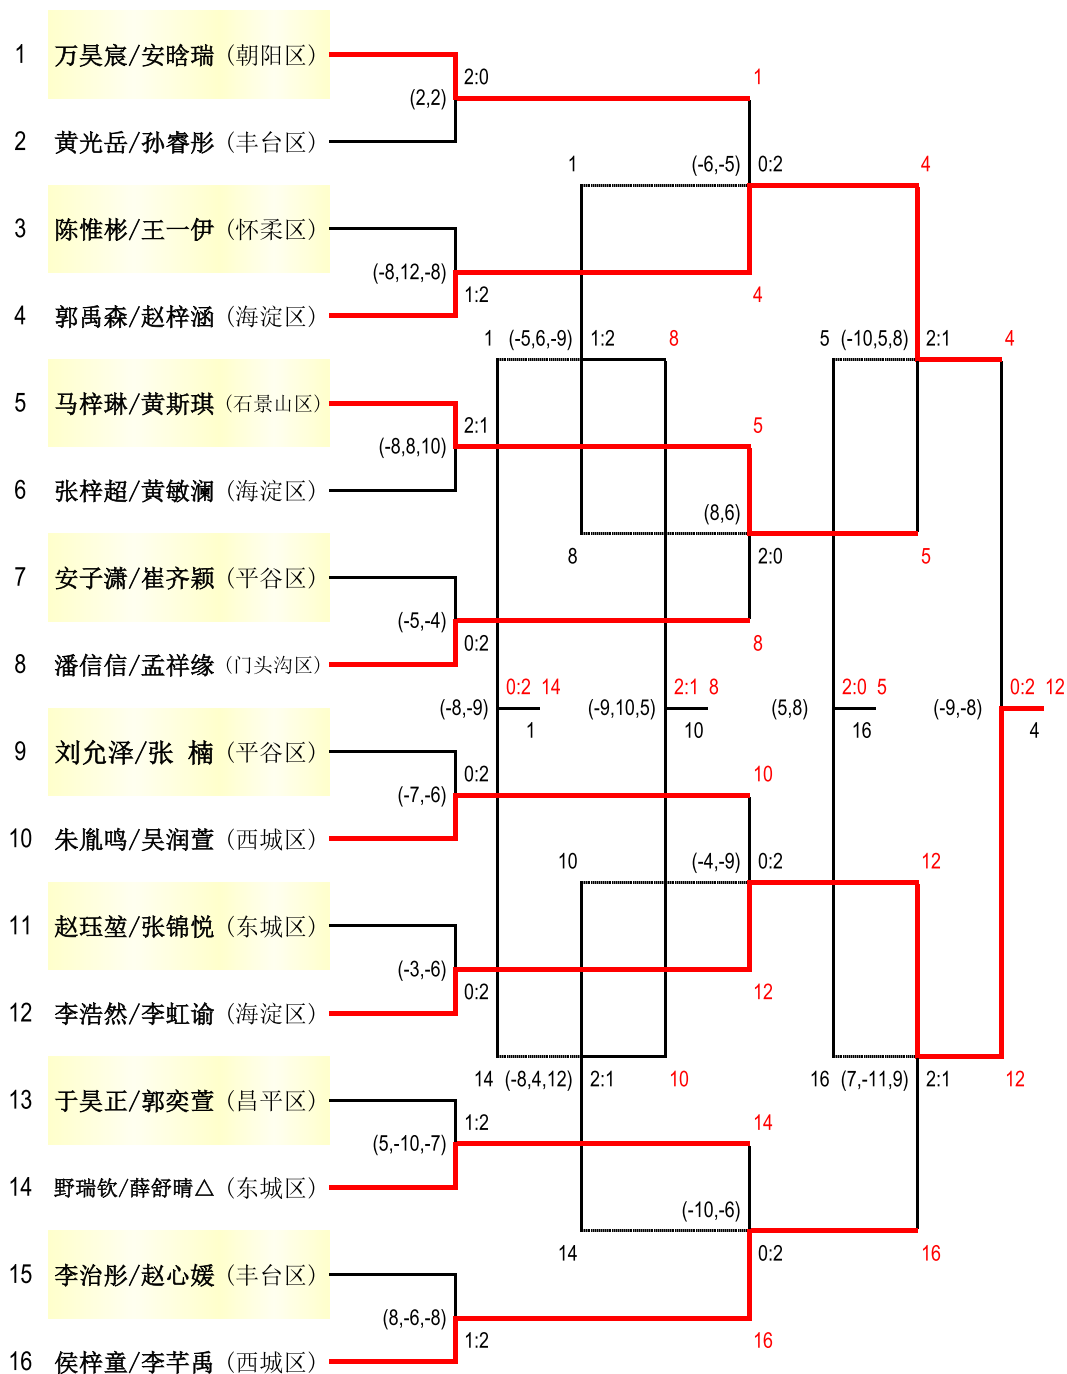 1 万昊宸/安晗瑞 (朝阳区)
2:0 1
(2,2)
2 黄光岳/孙睿彤 (丰台区)
1 (-6,-5) 0:2 4
3 陈惟彬/王一伊 (怀柔区)
(-8,12,-8)
1:2 4
4 郭禹森/赵梓涵 (海淀区)
1 (-5,6,-9) 1:2 8 5 (-10,5,8) 2:1 4
5 马梓琳/黄斯琪 (石景山区)
2:1 5
(-8,8,10)
6 张梓超/黄敏澜 (海淀区)
(8,6)
8 2:0 5
7 安子潇/崔齐颖 (平谷区)
(-5,-4)
0:2 8
8 潘信信/孟祥缘 (门头沟区)
0:2 14 2:1 8 2:0 5 0:2 12
(-8,-9) (-9,10,5) (5,8) (-9,-8)
1 10 16 4
9 刘允泽/张 楠 (平谷区)
0:2 10
(-7,-6)
10 朱胤鸣/吴润萱 (西城区)
10 (-4,-9) 0:2 12
11 赵珏堃/张锦悦 (东城区)
(-3,-6)
0:2 12
12 李浩然/李虹谕 (海淀区)
14 (-8,4,12) 2:1 10 16 (7,-11,9) 2:1 12
13 于昊正/郭奕萱 (昌平区)
1:2 14
(5,-10,-7)
14 野瑞钦/薛舒晴△ (东城区)
(-10,-6)
14 0:2 16
15 李治彤/赵心媛 (丰台区)
(8,-6,-8)
1:2 16
16 侯梓童/李芊禹 (西城区)